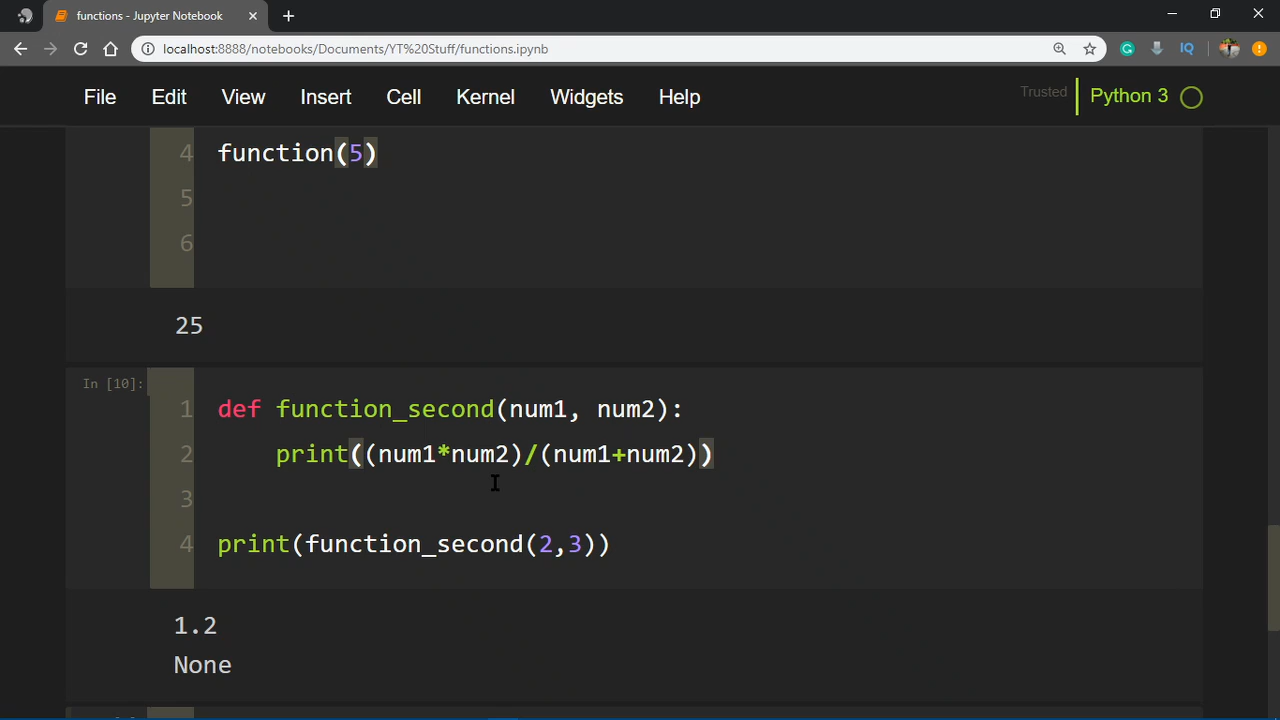 functions - Jupyter Notebook
localhost:8888/notebooks/Documents/YT%20Stuff/functions.ipynb
IQ
File Edit View Insert Cell Kernel Widgets Help Trusted Python 3
4 function(5)
5
6
25
In [10]:
1 def function_second(num1, num2):
2     print((num1*num2)/(num1+num2))
3
4 print(function_second(2,3))
1.2
None